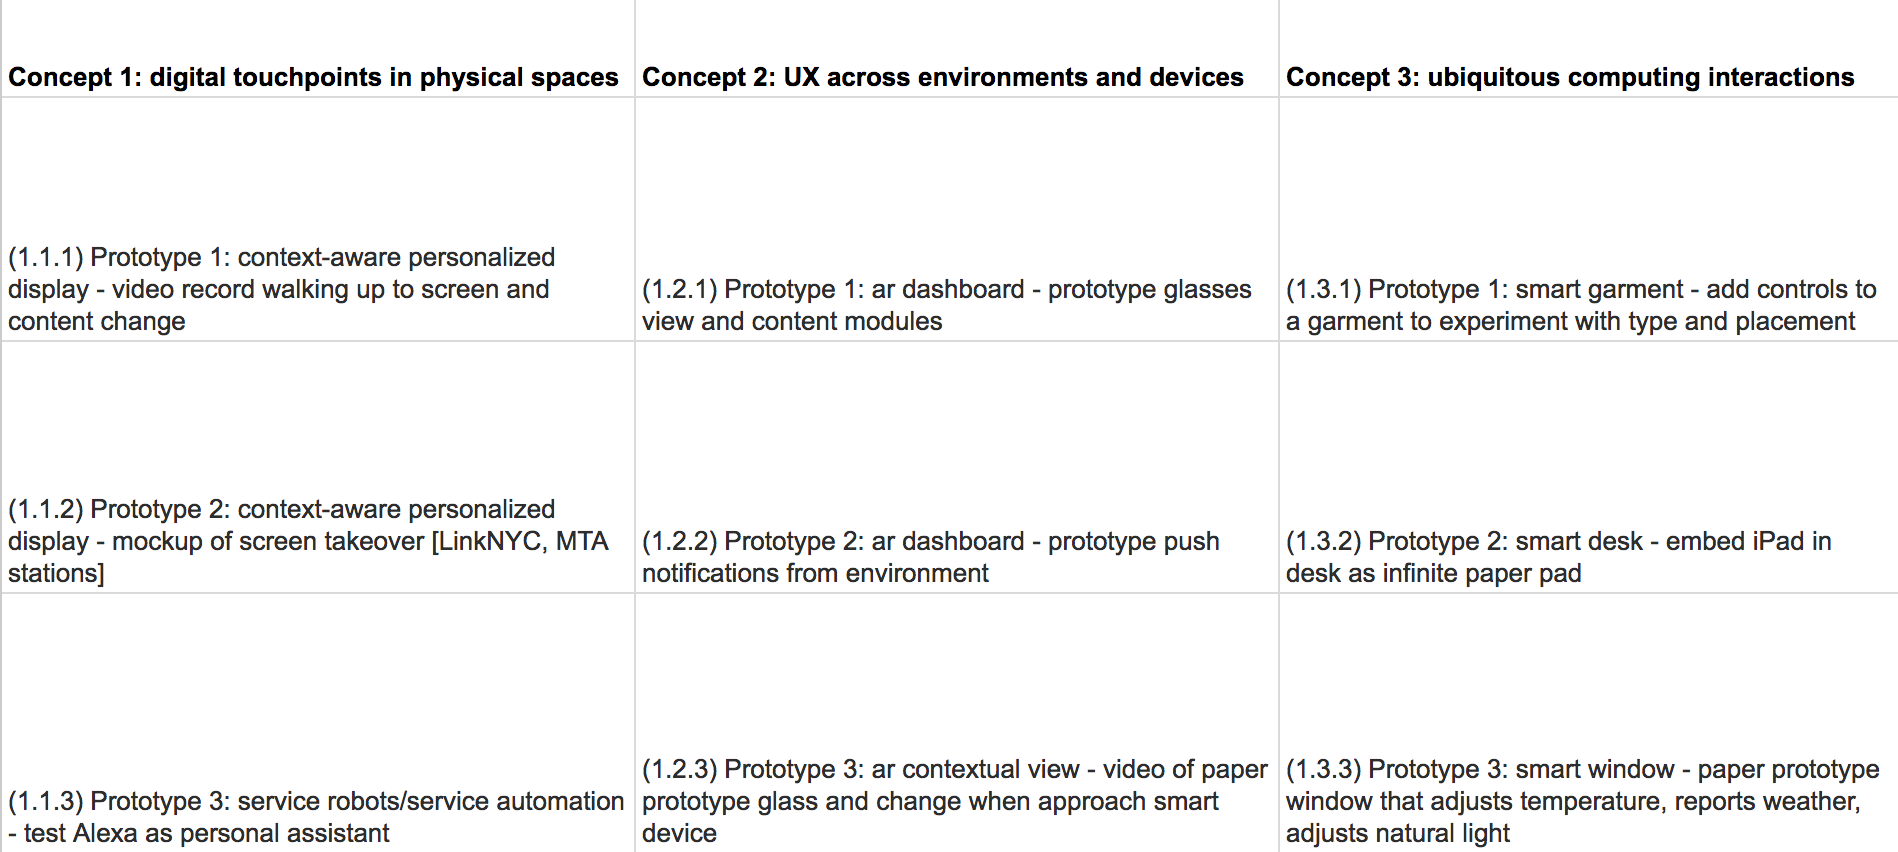 Concept 1: digital touchpoints in physical spaces
Concept 2: UX across environments and devices
Concept 3: ubiquitous computing interactions
(1.1.1) Prototype 1: context-aware personalized
display - video record walking up to screen and
content change
(1.2.1) Prototype 1: ar dashboard - prototype glasses
view and content modules
(1.3.1) Prototype 1: smart garment - add controls to
a garment to experiment with type and placement
(1.1.2) Prototype 2: context-aware personalized
display - mockup of screen takeover [LinkNYC, MTA
stations]
(1.2.2) Prototype 2: ar dashboard - prototype push
notifications from environment
(1.3.2) Prototype 2: smart desk - embed iPad in
desk as infinite paper pad
(1.1.3) Prototype 3: service robots/service automation
- test Alexa as personal assistant
(1.2.3) Prototype 3: ar contextual view - video of paper
prototype glass and change when approach smart
device
(1.3.3) Prototype 3: smart window - paper prototype
window that adjusts temperature, reports weather,
adjusts natural light